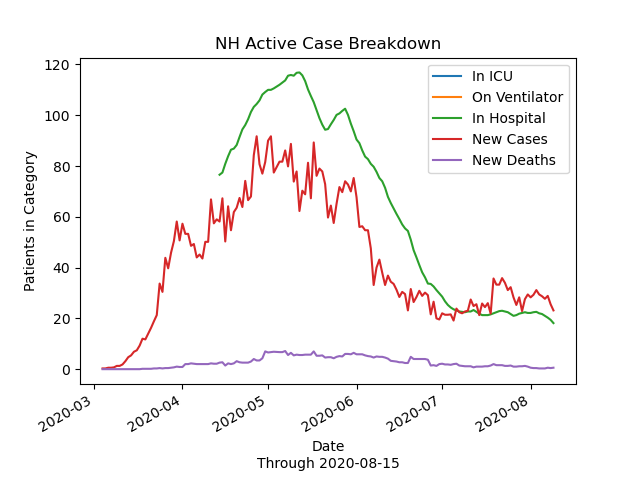 NH Active Case Breakdown
120
100
80
60
40
20
0
Patients in Category
In ICU
On Ventilator
In Hospital
New Cases
New Deaths
2020-03
2020-04
2020-05
2020-06
2020-07
2020-08
Date
Through 2020-08-15